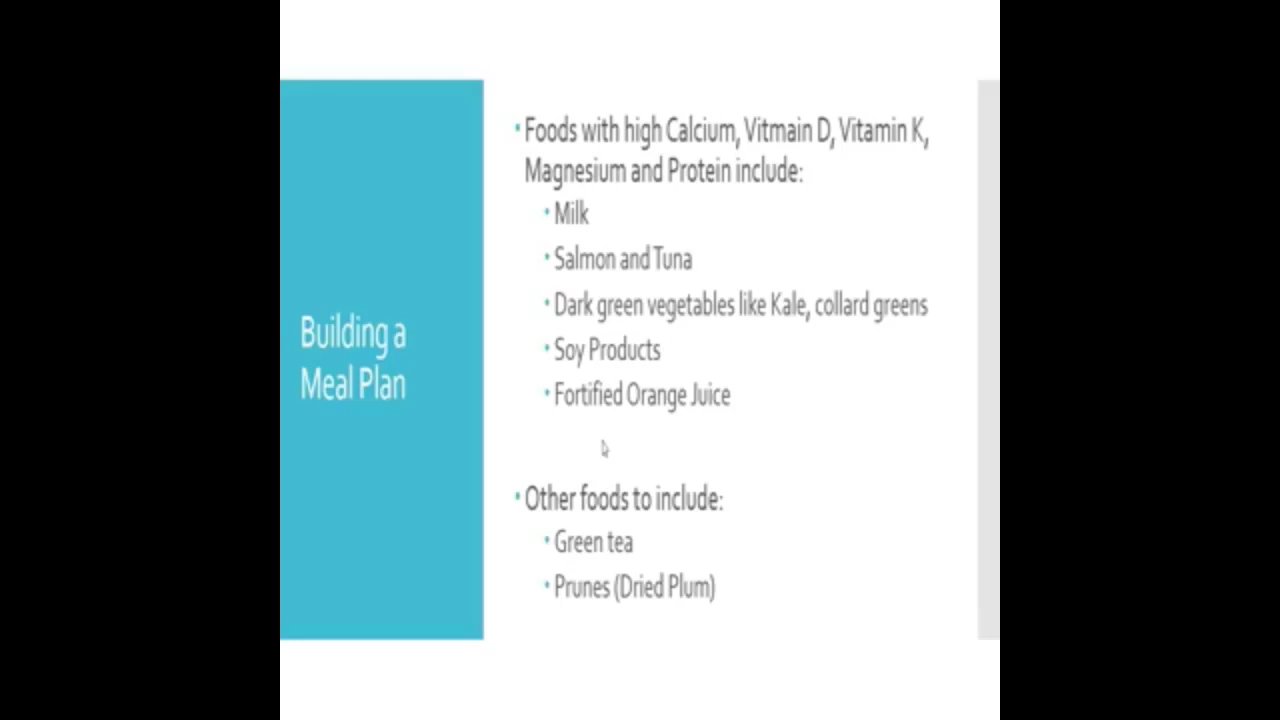 Building a
Meal Plan
• Foods with high Calcium, Vitmain D, Vitamin K,
Magnesium and Protein include:
• Milk
• Salmon and Tuna
• Dark green vegetables like Kale, collard greens
• Soy Products
• Fortified Orange Juice
• Other foods to include:
• Green tea
• Prunes (Dried Plum)